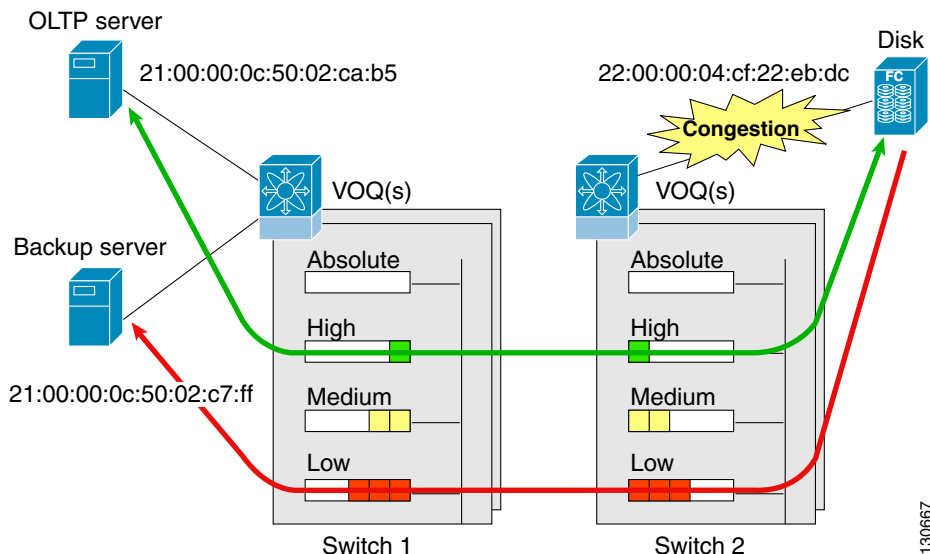 OLTP server
Disk
21:00:00:0c:50:02:ca:b5
22:00:00:04:cf:22:eb:dc
FC
Congestion
VOQ(s)
VOQ(s)
Backup server
Absolute
Absolute
High
High
21:00:00:0c:50:02:c7:ff
Medium
Medium
Low
Low
Switch 1
Switch 2
130667